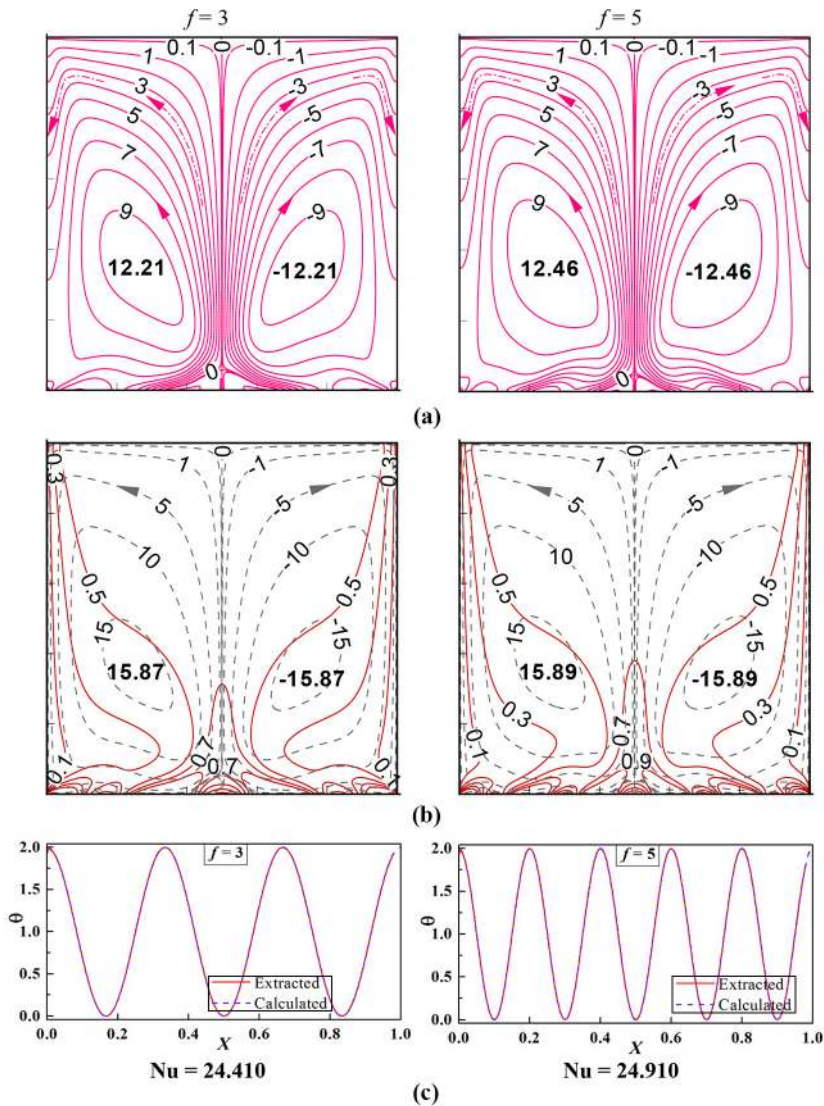 f = 3
f = 5
0.1 0 -0.1
1 -1
3 -3
5 -5
7 -7
9 -9
12.21 -12.21
0
0.1 0 -0.1
1 -1
3 -3
5 -5
7 -7
9 -9
12.46 -12.46
0
(a)
0
0.3 1 -1 0.3
5 -5
10 -10
0.5 0.5
15 -15
15.87 -15.87
0.7
0.1 0.7 0.1
0
1 -1
5 -5
10 -10
0.5 0.5
15 -15
15.89 -15.89
0.3 0.3
0.7
0.1 0.9 0.1
(b)
2.0
1.5
θ
1.0
0.5
0.0
f = 3
Extracted
Calculated
0.0 0.2 0.4 0.6 0.8 1.0
X
Nu = 24.410
2.0
1.5
θ
1.0
0.5
0.0
f = 5
Extracted
Calculated
0.0 0.2 0.4 0.6 0.8 1.0
X
Nu = 24.910
(c)